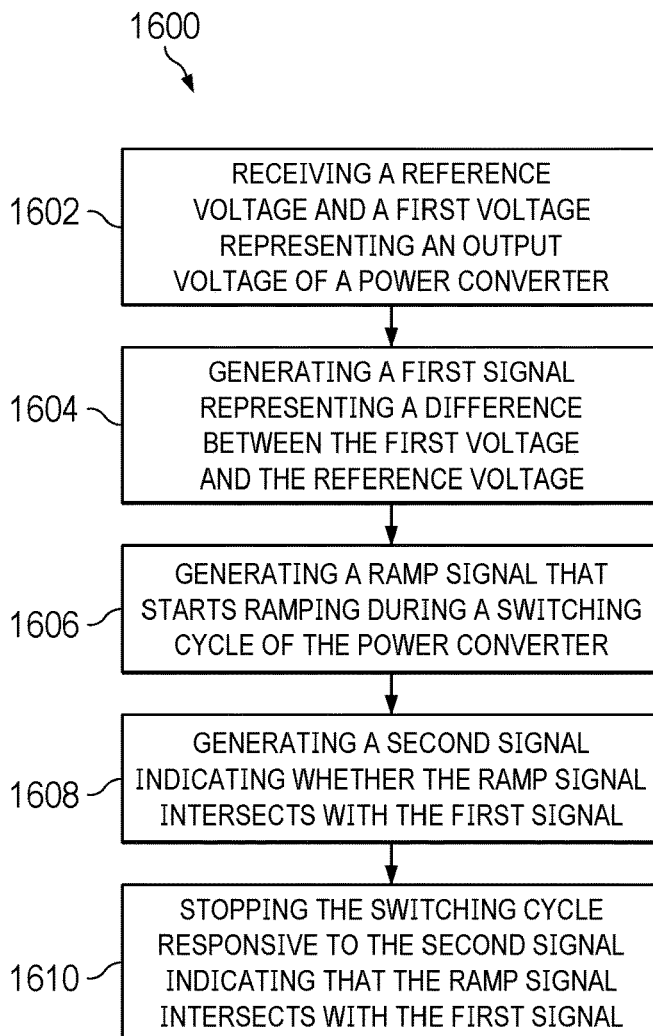 1600
1602
RECEIVING A REFERENCE
VOLTAGE AND A FIRST VOLTAGE
REPRESENTING AN OUTPUT
VOLTAGE OF A POWER CONVERTER
1604
GENERATING A FIRST SIGNAL
REPRESENTING A DIFFERENCE
BETWEEN THE FIRST VOLTAGE
AND THE REFERENCE VOLTAGE
1606
GENERATING A RAMP SIGNAL THAT
STARTS RAMPING DURING A SWITCHING
CYCLE OF THE POWER CONVERTER
1608
GENERATING A SECOND SIGNAL
INDICATING WHETHER THE RAMP SIGNAL
INTERSECTS WITH THE FIRST SIGNAL
1610
STOPPING THE SWITCHING CYCLE
RESPONSIVE TO THE SECOND SIGNAL
INDICATING THAT THE RAMP SIGNAL
INTERSECTS WITH THE FIRST SIGNAL